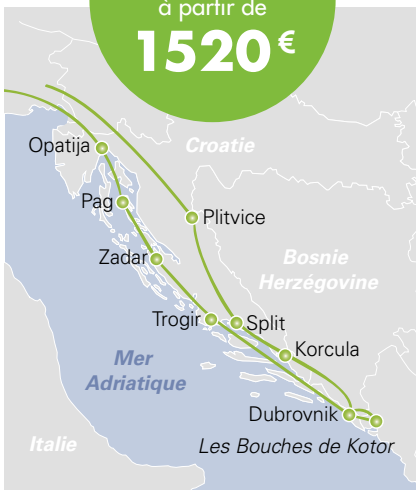 à partir de
1520 €
Croatie
Opatija
Pag
Plitvice
Zadar
Bosnie
Herzégovine
Trogir
Split
Korcula
Mer
Adriatique
Dubrovnik
Italie
Les Bouches de Kotor